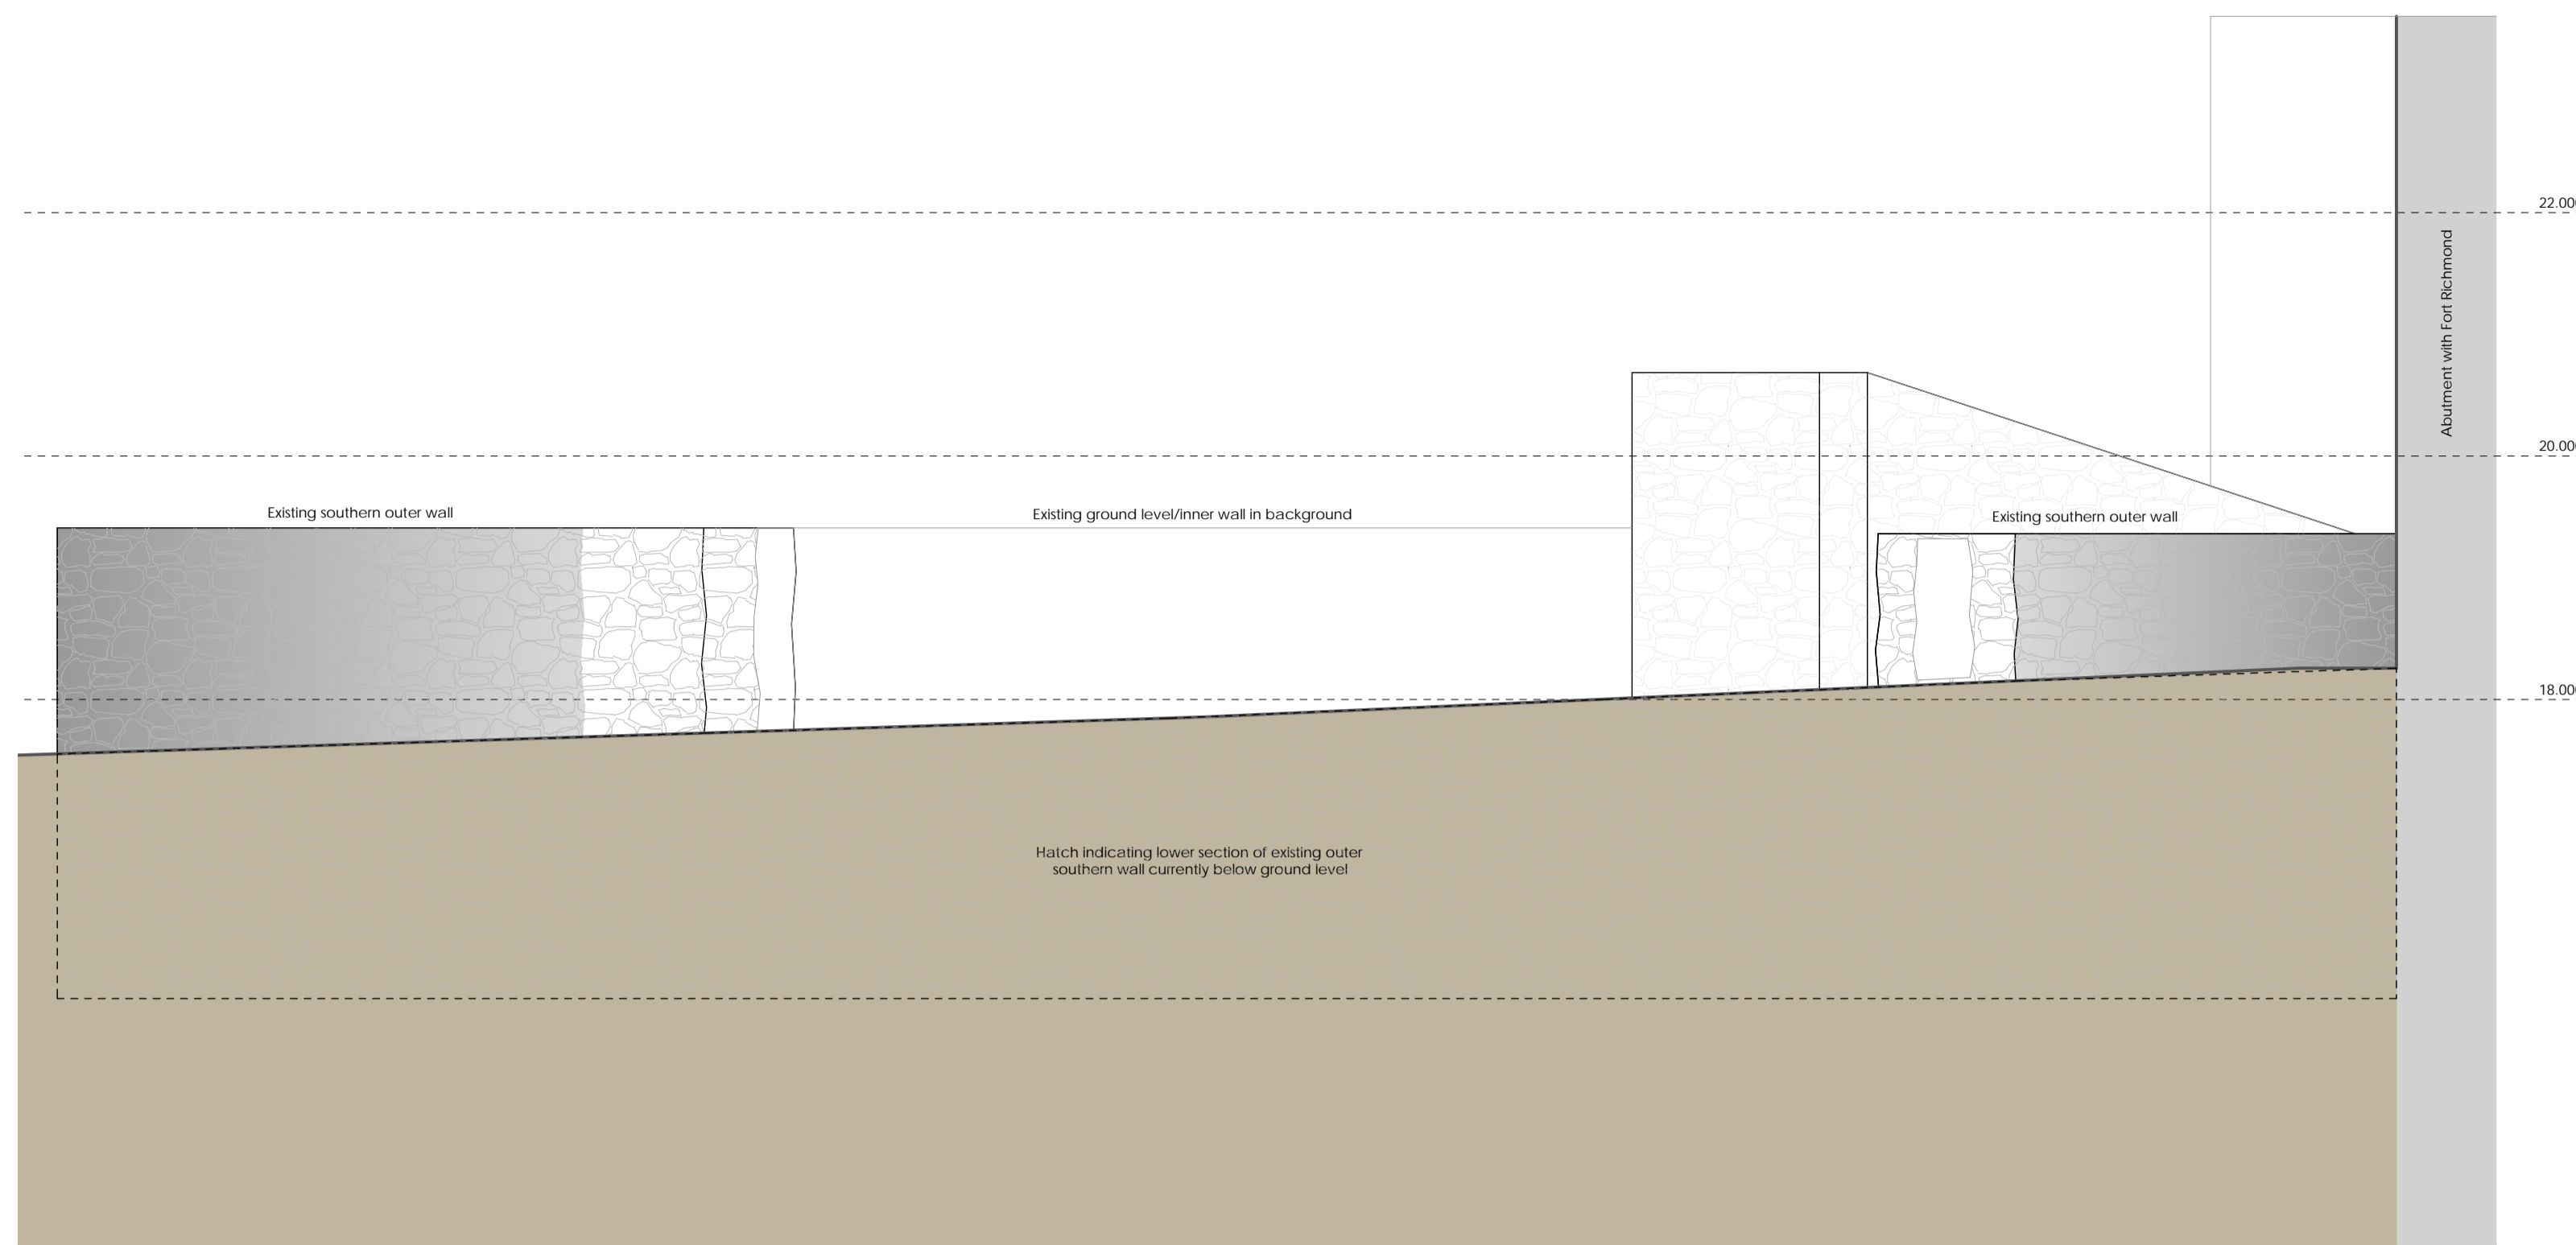 22.00
Abutment with Fort Richmond
20.00
Existing southern outer wall
Existing ground level/inner wall in background
Existing southern outer wall
18.00
Hatch indicating lower section of existing outer
southern wall currently below ground level